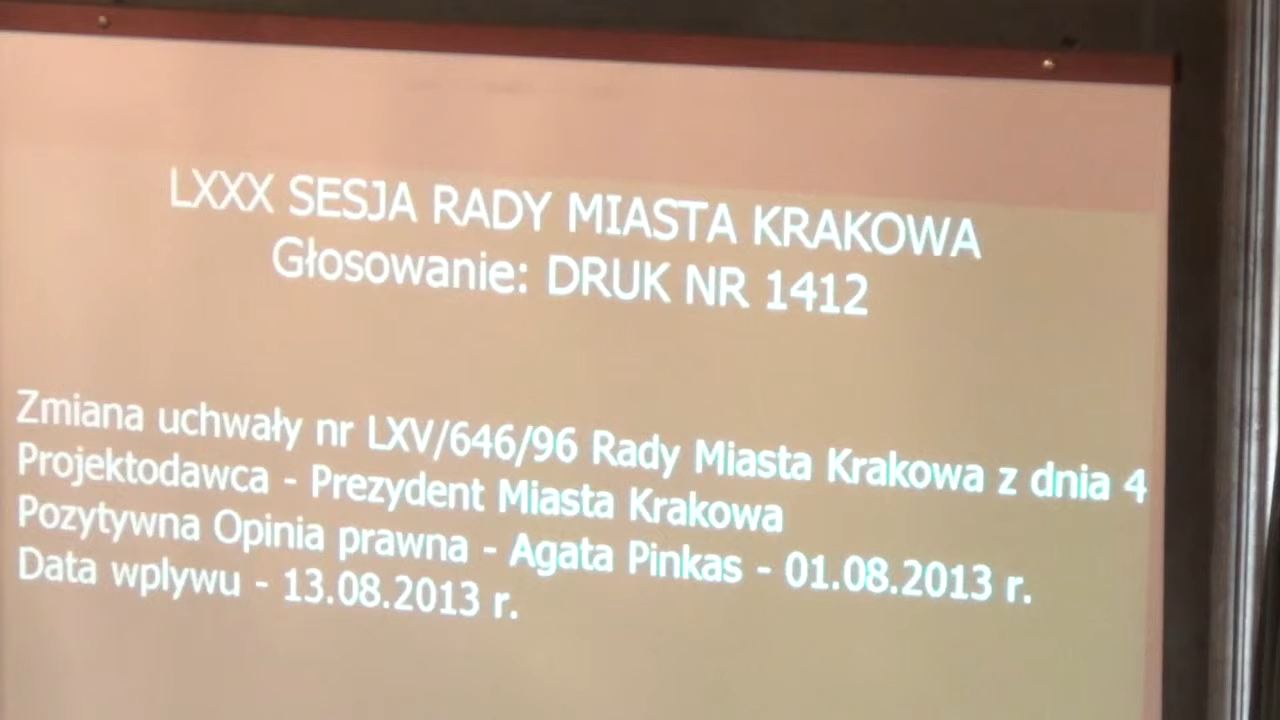 LXXX SESJA RADY MIASTA KRAKOWA
Głosowanie: DRUK NR 1412
Zmiana uchwały nr LXV/646/96 Rady Miasta Krakowa z dnia 4
Projektodawca - Prezydent Miasta Krakowa
Pozytywna Opinia prawna - Agata Pinkas - 01.08.2013 r.
Data wplywu - 13.08.2013 r.